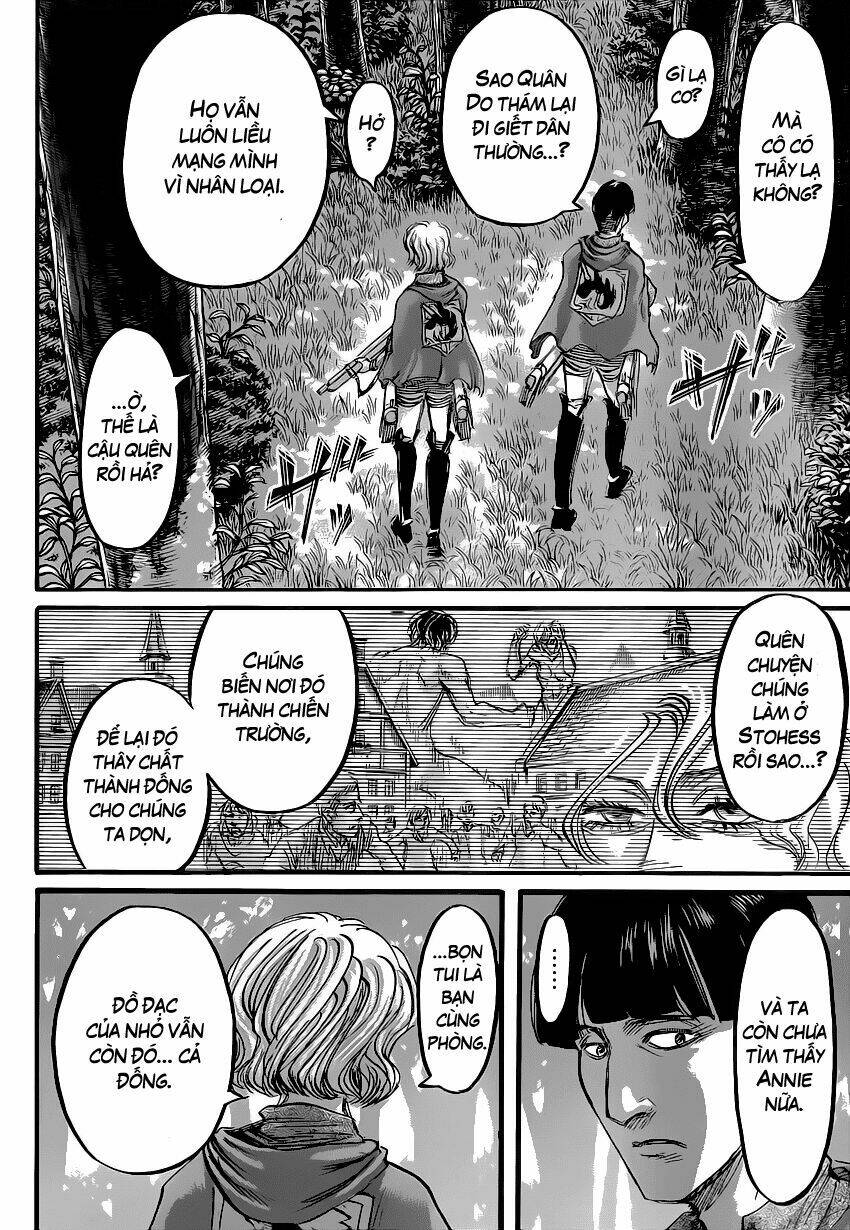 MÀ
CÔ CÓ
THẤY LẠ
KHÔNG?
GÌ LẠ
CƠ?
SAO QUÂN
DO THÁM LẠI
ĐI GIẾT DÂN
THƯỜNG...?
HỞ
?
HỌ VẪN
LUÔN LIỀU
MẠNG MÌNH
VÌ NHÂN LOẠI.
...Ờ,
THẾ LÀ
CẬU QUÊN
RỒI HẢ?
QUÊN
CHUYỆN
CHÚNG
LÀM Ở
STOHESS
RỒI SAO...?
CHÚNG
BIẾN NƠI ĐÓ
THÀNH CHIẾN
TRƯỜNG,
ĐỂ LẠI ĐÓ
THÂY CHẤT
THÀNH ĐỐNG
CHO CHÚNG
TA DỌN,
VÀ TA
CÒN CHƯA
TÌM THẤY
ANNIE
NỮA.
......
...BỌN
TUI LÀ
BẠN
CÙNG
PHÒNG.
ĐỒ ĐẠC
CỦA NHỎ VẪN
CÒN ĐÓ... CẢ
ĐỐNG.